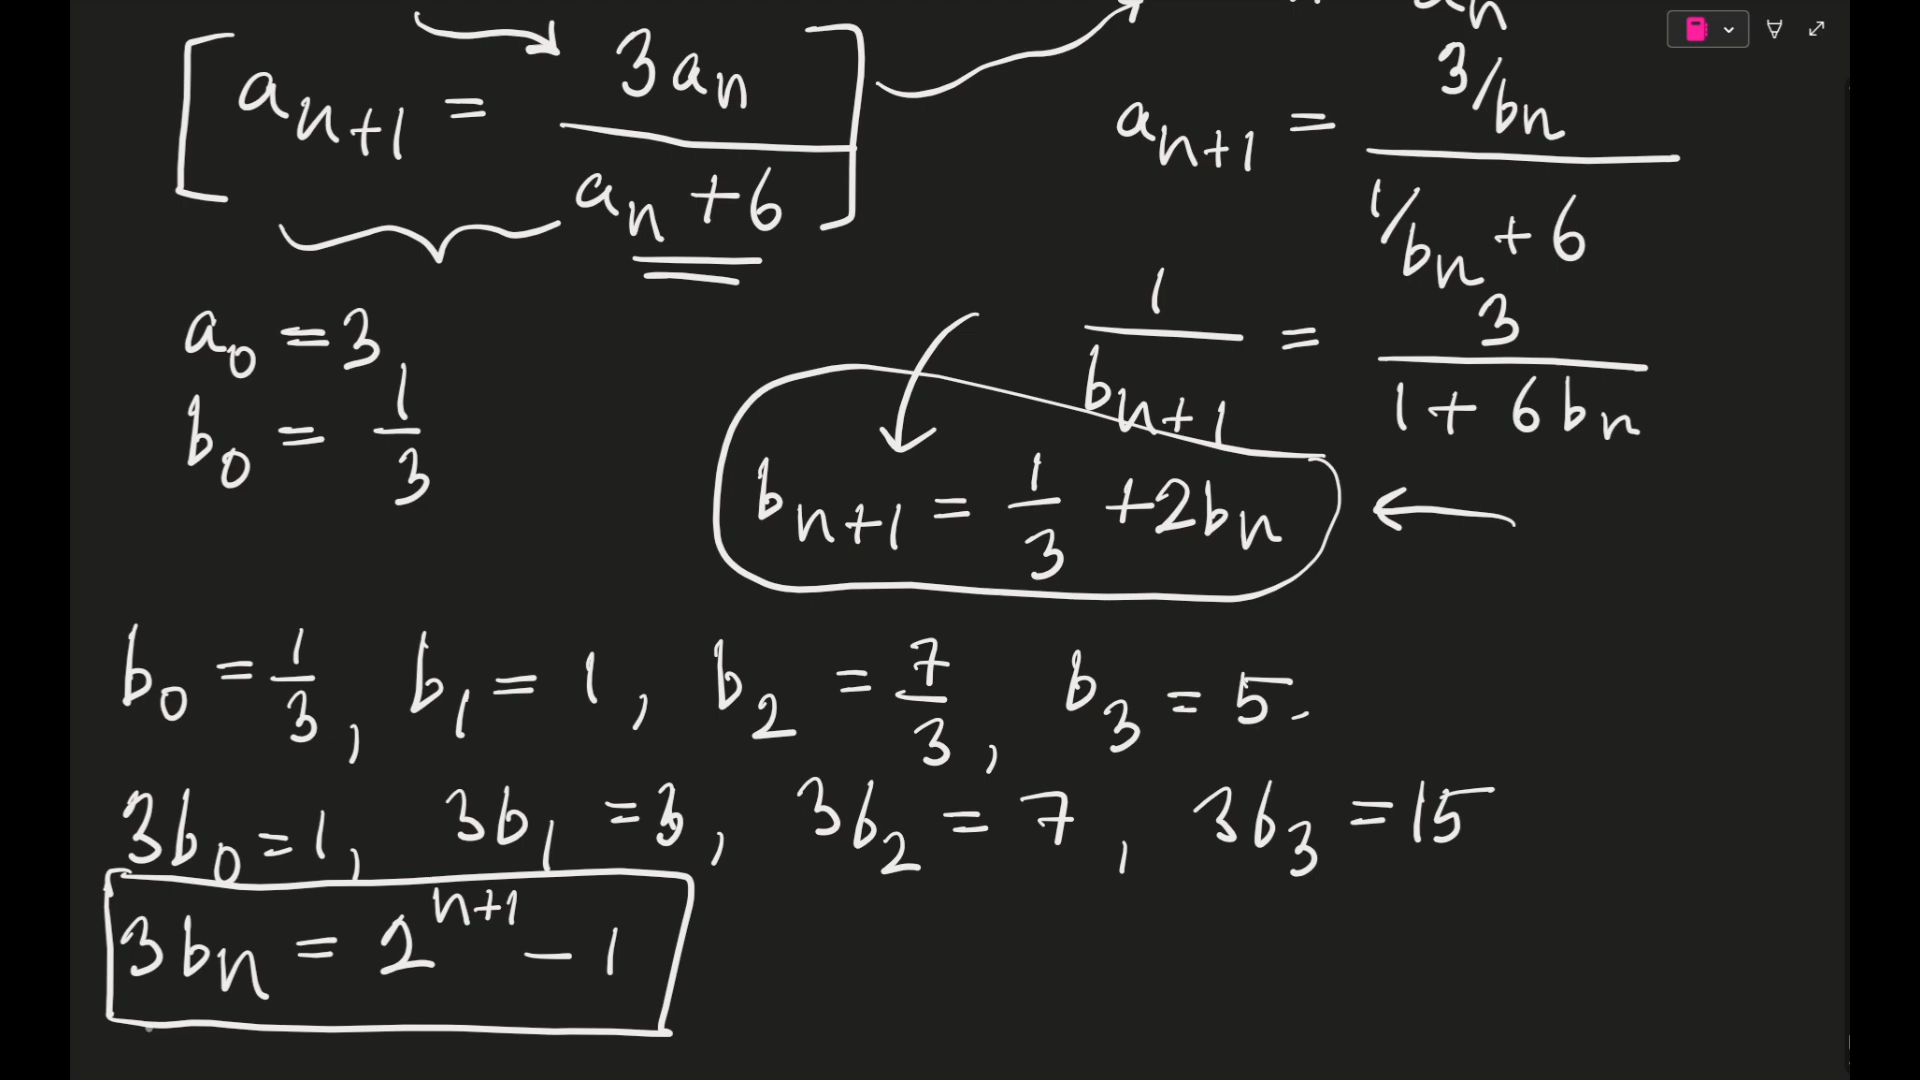 a_n
[a_{n+1} = 3a_n / (a_n + 6)]
a_{n+1} = (3/b_n) / (1/b_n + 6)
a_0 = 3
b_0 = 1/3
1/b_{n+1} = 3 / (1 + 6b_n)
b_{n+1} = 1/3 + 2b_n
b_0 = 1/3, b_1 = 1, b_2 = 7/3, b_3 = 5.
3b_0 = 1, 3b_1 = 3, 3b_2 = 7, 3b_3 = 15
3b_n = 2^{n+1} - 1